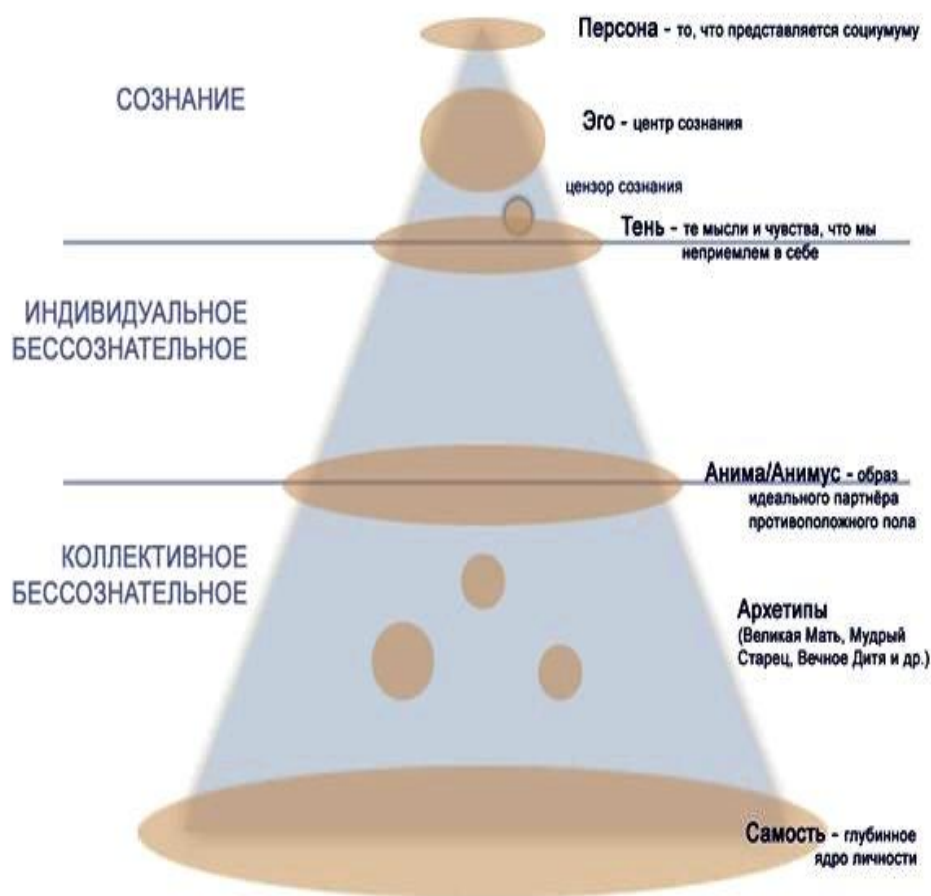 Персона - то, что представляется социумуму
СОЗНАНИЕ
Эго - центр сознания
цензор сознания
Тень - те мысли и чувства, что мы
неприемлем в себе
ИНДИВИДУАЛЬНОЕ
БЕССОЗНАТЕЛЬНОЕ
Анима/Анимус - образ
идеального партнёра
противоположного пола
КОЛЛЕКТИВНОЕ
БЕССОЗНАТЕЛЬНОЕ
Архетипы
(Великая Мать, Мудрый
Старец, Вечное Дитя и др.)
Самость - глубинное
ядро личности